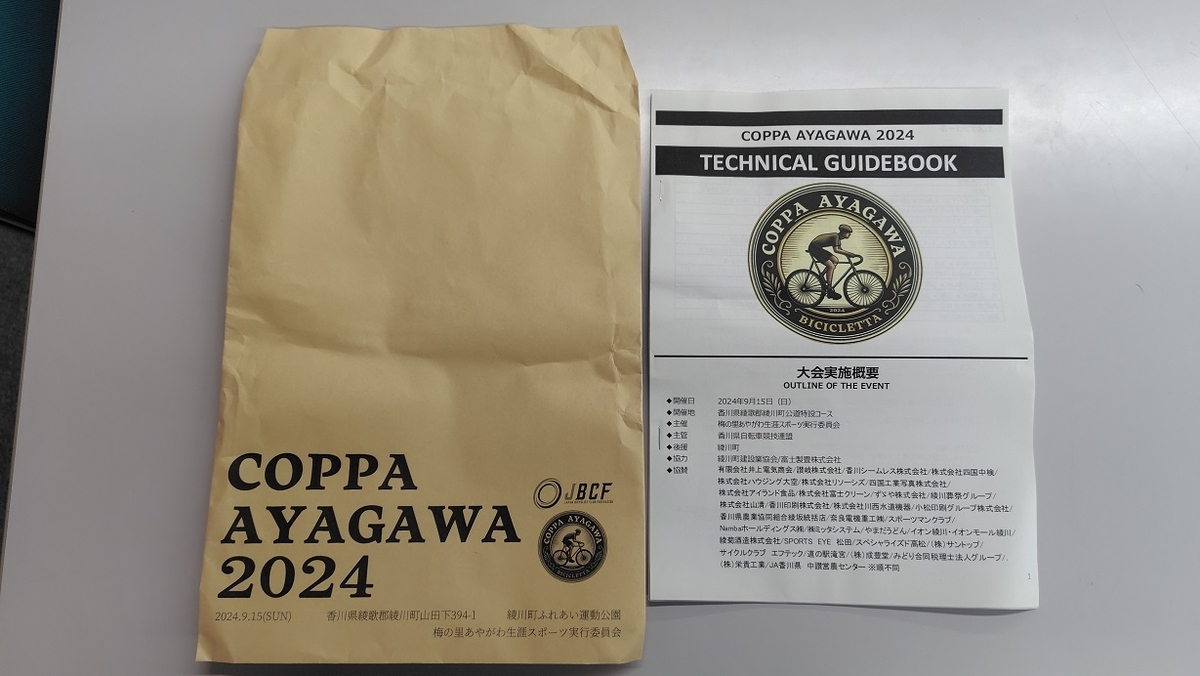 COPPA
AYAGAWA
2024
JBCF
COPPA AYAGAWA
2024.9.15(SUN) 香川県綾歌郡綾川町山田下394-1 綾川町ふれあい運動公園
梅の里あやがわ生涯スポーツ実行委員会
COPPA AYAGAWA 2024
TECHNICAL GUIDEBOOK
COPPA AYAGAWA
2024
BICICLETTA
大会実施概要
OUTLINE OF THE EVENT
◆開催日 2024年9月15日（日）
◆開催地 香川県綾歌郡綾川町公道特設コース
◆主催 梅の里あやがわ生涯スポーツ実行委員会
◆主管 香川県自転車競技連盟
◆後援 綾川町
◆協力 綾川町建設業協会/富士製畳株式会社
◆協賛 有限会社井上電気商会/讃岐株式会社/香川シームレス株式会社/株式会社四国中検/
株式会社ハウジング大空/株式会社リソーシズ/四国工業写真株式会社/
株式会社アイランド食品/株式会社富士クリーン/すゞや株式会社/綾川葬祭グループ/
株式会社山清/香川印刷株式会社/株式会社川西水道機器/小松印刷グループ株式会社/
香川県農業協同組合綾坂統括店/奈良電機重工㈱/スポーツマンクラブ/
Nambaホールディングス㈱/㈱ミッタシステム/やまだうどん/イオン綾川・イオンモール綾川/
綾菊酒造株式会社/SPORTS EYE 松田/スペシャライズド高松/(株)サントップ/
サイクルクラブ エフテック/道の駅滝宮/(株)成豊堂/みどり合同税理士法人グループ/
(株)栄貴工業/JA香川県 中讃営農センター ※順不同
1